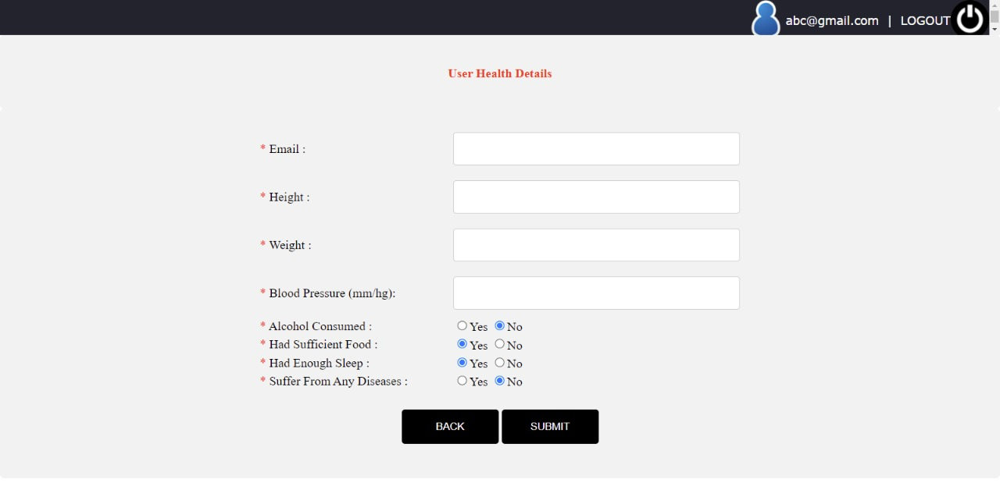 abc@gmail.com | LOGOUT
User Health Details
* Email :
* Height :
* Weight :
* Blood Pressure (mm/hg):
* Alcohol Consumed : Yes No
* Had Sufficient Food : Yes No
* Had Enough Sleep : Yes No
* Suffer From Any Diseases : Yes No
BACK SUBMIT